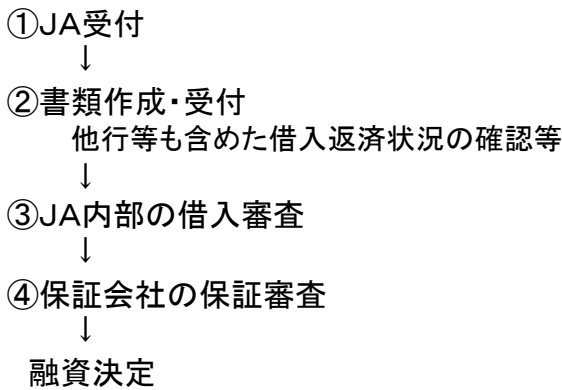 ①JA受付
↓
②書類作成・受付
他行等も含めた借入返済状況の確認等
↓
③JA内部の借入審査
↓
④保証会社の保証審査
↓
融資決定